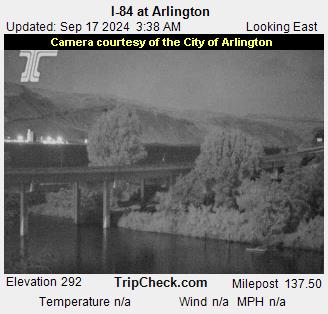 I-84 at Arlington
Updated: Sep 17 2024 3:38 AM Looking East
Camera courtesy of the City of Arlington
Elevation 292 TripCheck.com Milepost 137.50
Temperature n/a Wind n/a MPH n/a